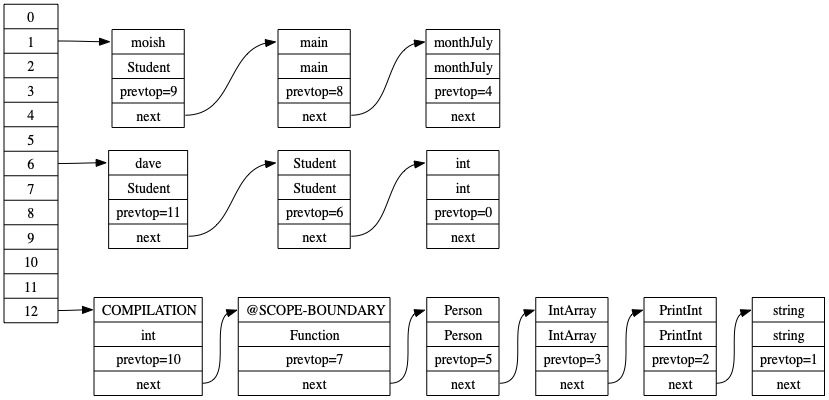 0
1
2
3
4
5
6
7
8
9
10
11
12
moish
Student
prevtop=9
next
main
main
prevtop=8
next
monthJuly
monthJuly
prevtop=4
next
dave
Student
prevtop=11
next
Student
Student
prevtop=6
next
int
int
prevtop=0
next
COMPILATION
int
prevtop=10
next
@SCOPE-BOUNDARY
Function
prevtop=7
next
Person
Person
prevtop=5
next
IntArray
IntArray
prevtop=3
next
PrintInt
PrintInt
prevtop=2
next
string
string
prevtop=1
next